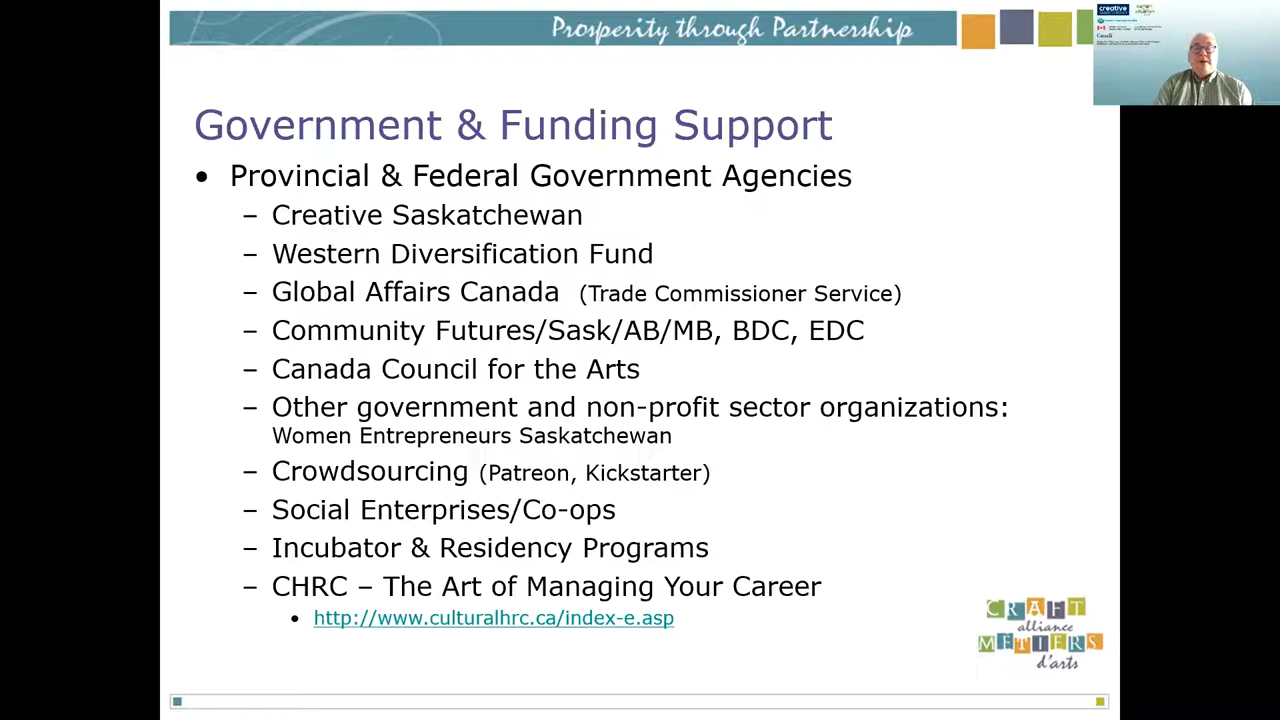 Prosperity through Partnership
creative
Canada
Government & Funding Support
• Provincial & Federal Government Agencies
– Creative Saskatchewan
– Western Diversification Fund
– Global Affairs Canada (Trade Commissioner Service)
– Community Futures/Sask/AB/MB, BDC, EDC
– Canada Council for the Arts
– Other government and non-profit sector organizations:
Women Entrepreneurs Saskatchewan
– Crowdsourcing (Patreon, Kickstarter)
– Social Enterprises/Co-ops
– Incubator & Residency Programs
– CHRC – The Art of Managing Your Career
• http://www.culturalhrc.ca/index-e.asp
CRAFT
alliance
METIERS
d'arts